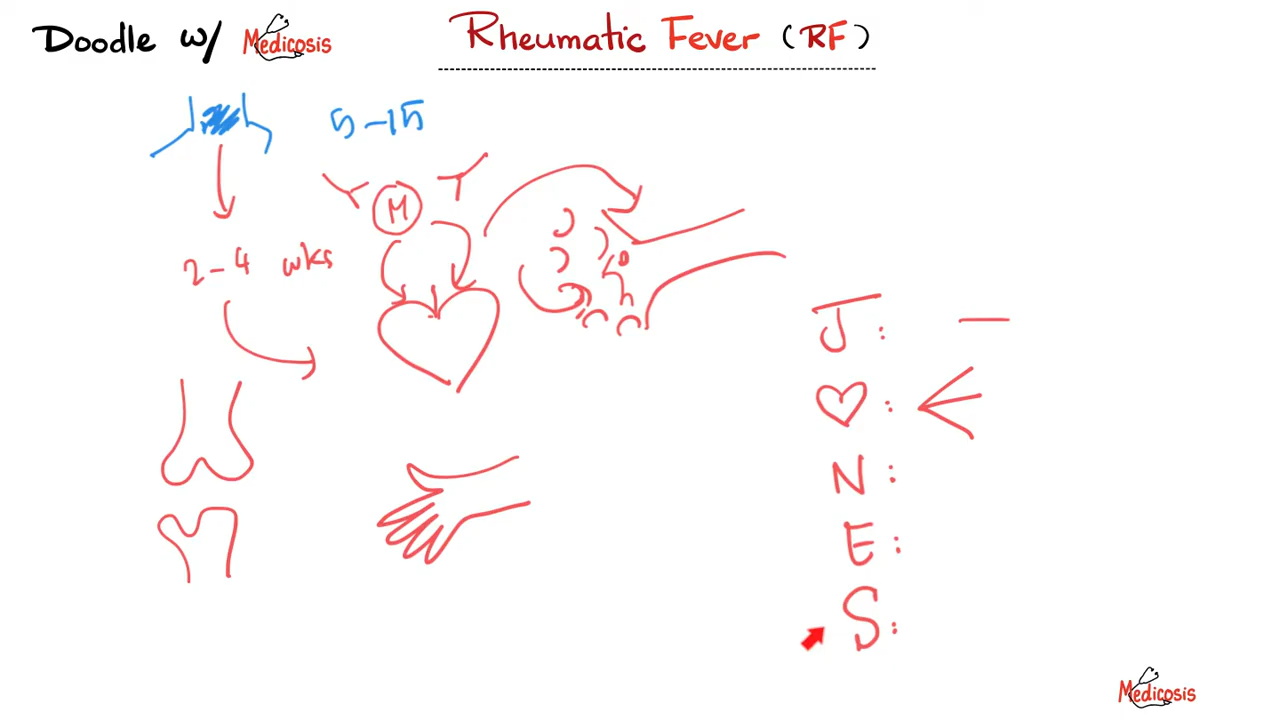 Doodle w/ Medicosis
Rheumatic Fever (RF)
5-15
M
2-4 wks
J:
♡:
N:
E:
S:
Medicosis